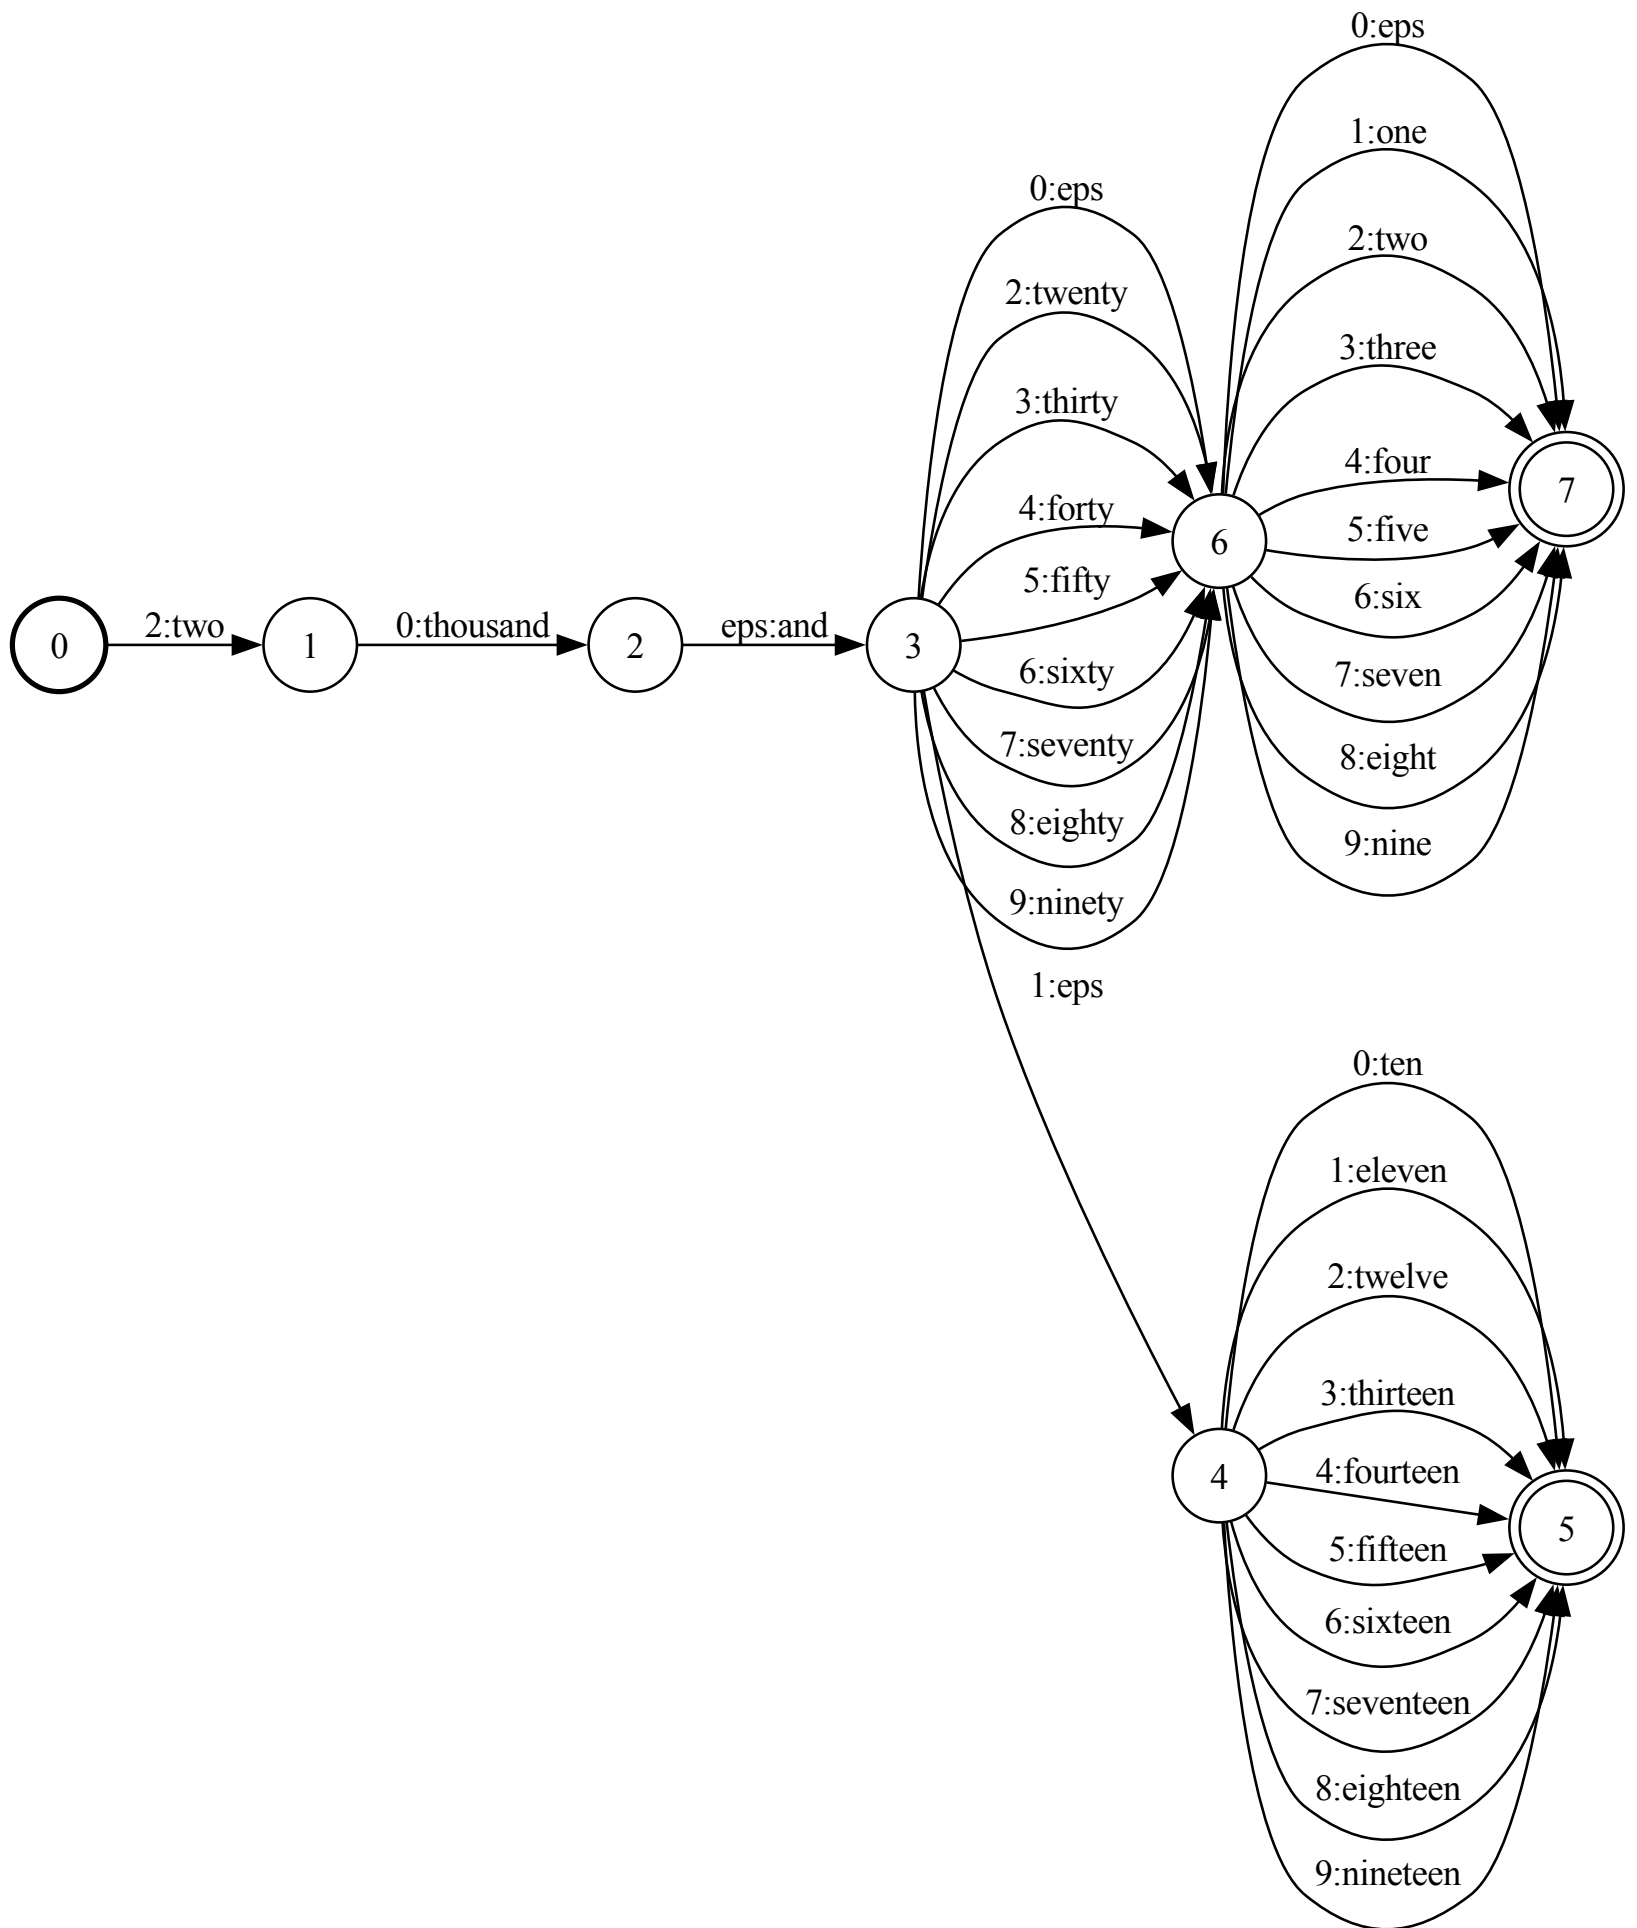 0:eps
1:one
0:eps
2:two
2:twenty
3:three
3:thirty
4:four
7
4:forty
5:five
6
5:fifty
6:six
0
2:two
1
0:thousand
2
eps:and
3
6:sixty
7:seven
7:seventy
8:eight
8:eighty
9:nine
9:ninety
1:eps
0:ten
1:eleven
2:twelve
3:thirteen
4
4:fourteen
5
5:fifteen
6:sixteen
7:seventeen
8:eighteen
9:nineteen